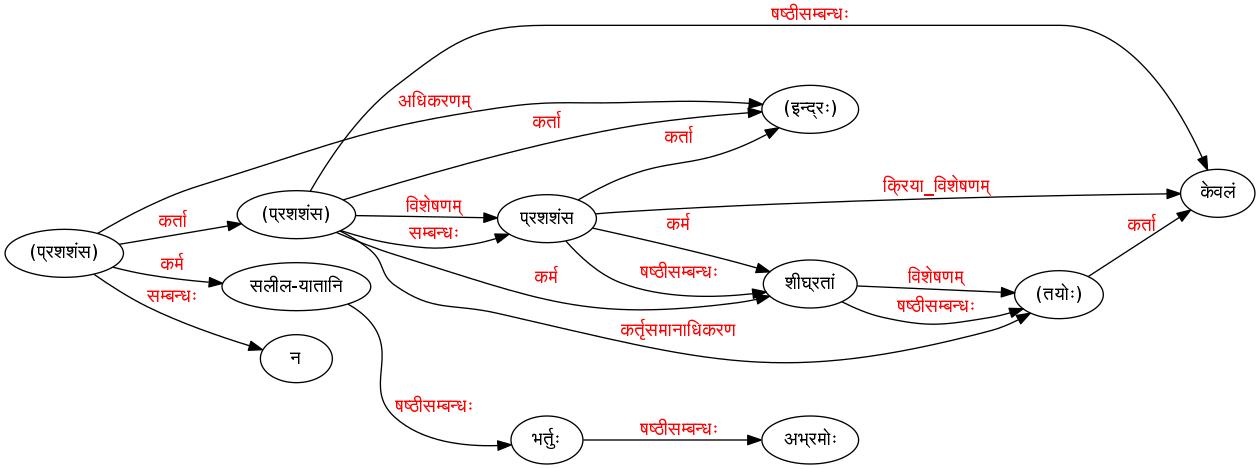 षष्ठीसम्बन्धः
अधिकरणम्
(इन्द्रः)
कर्ता
कर्ता
क्रिया_विशेषणम्
केवलं
(प्रशशंस)
विशेषणम्
प्रशशंस
सम्बन्धः
कर्ता
कर्म
कर्ता
(प्रशशंस)
कर्म
सलील-यातानि
कर्म
षष्ठीसम्बन्धः
शीघ्रतां
विशेषणम्
(तयोः)
षष्ठीसम्बन्धः
सम्बन्धः
कर्तृसमानाधिकरण
न
षष्ठीसम्बन्धः
भर्तुः
षष्ठीसम्बन्धः
अभ्रमोः